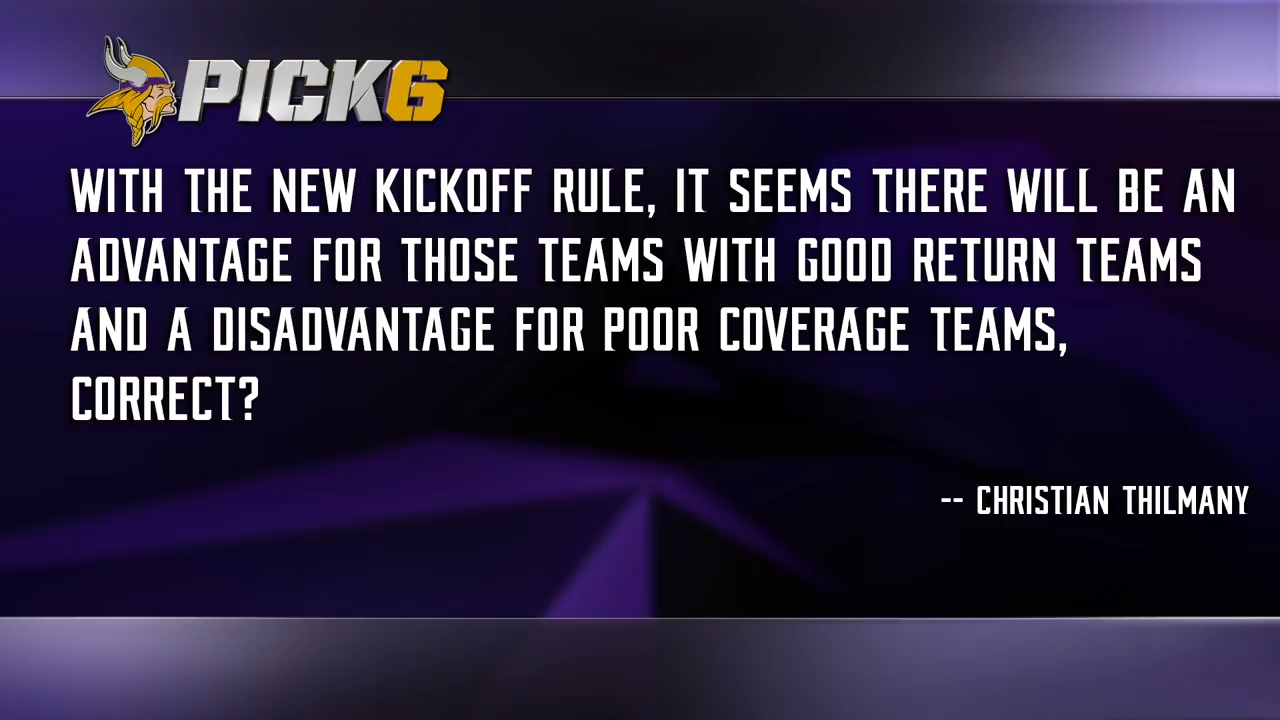 PICK6
WITH THE NEW KICKOFF RULE, IT SEEMS THERE WILL BE AN
ADVANTAGE FOR THOSE TEAMS WITH GOOD RETURN TEAMS
AND A DISADVANTAGE FOR POOR COVERAGE TEAMS,
CORRECT?
-- CHRISTIAN THILMANY